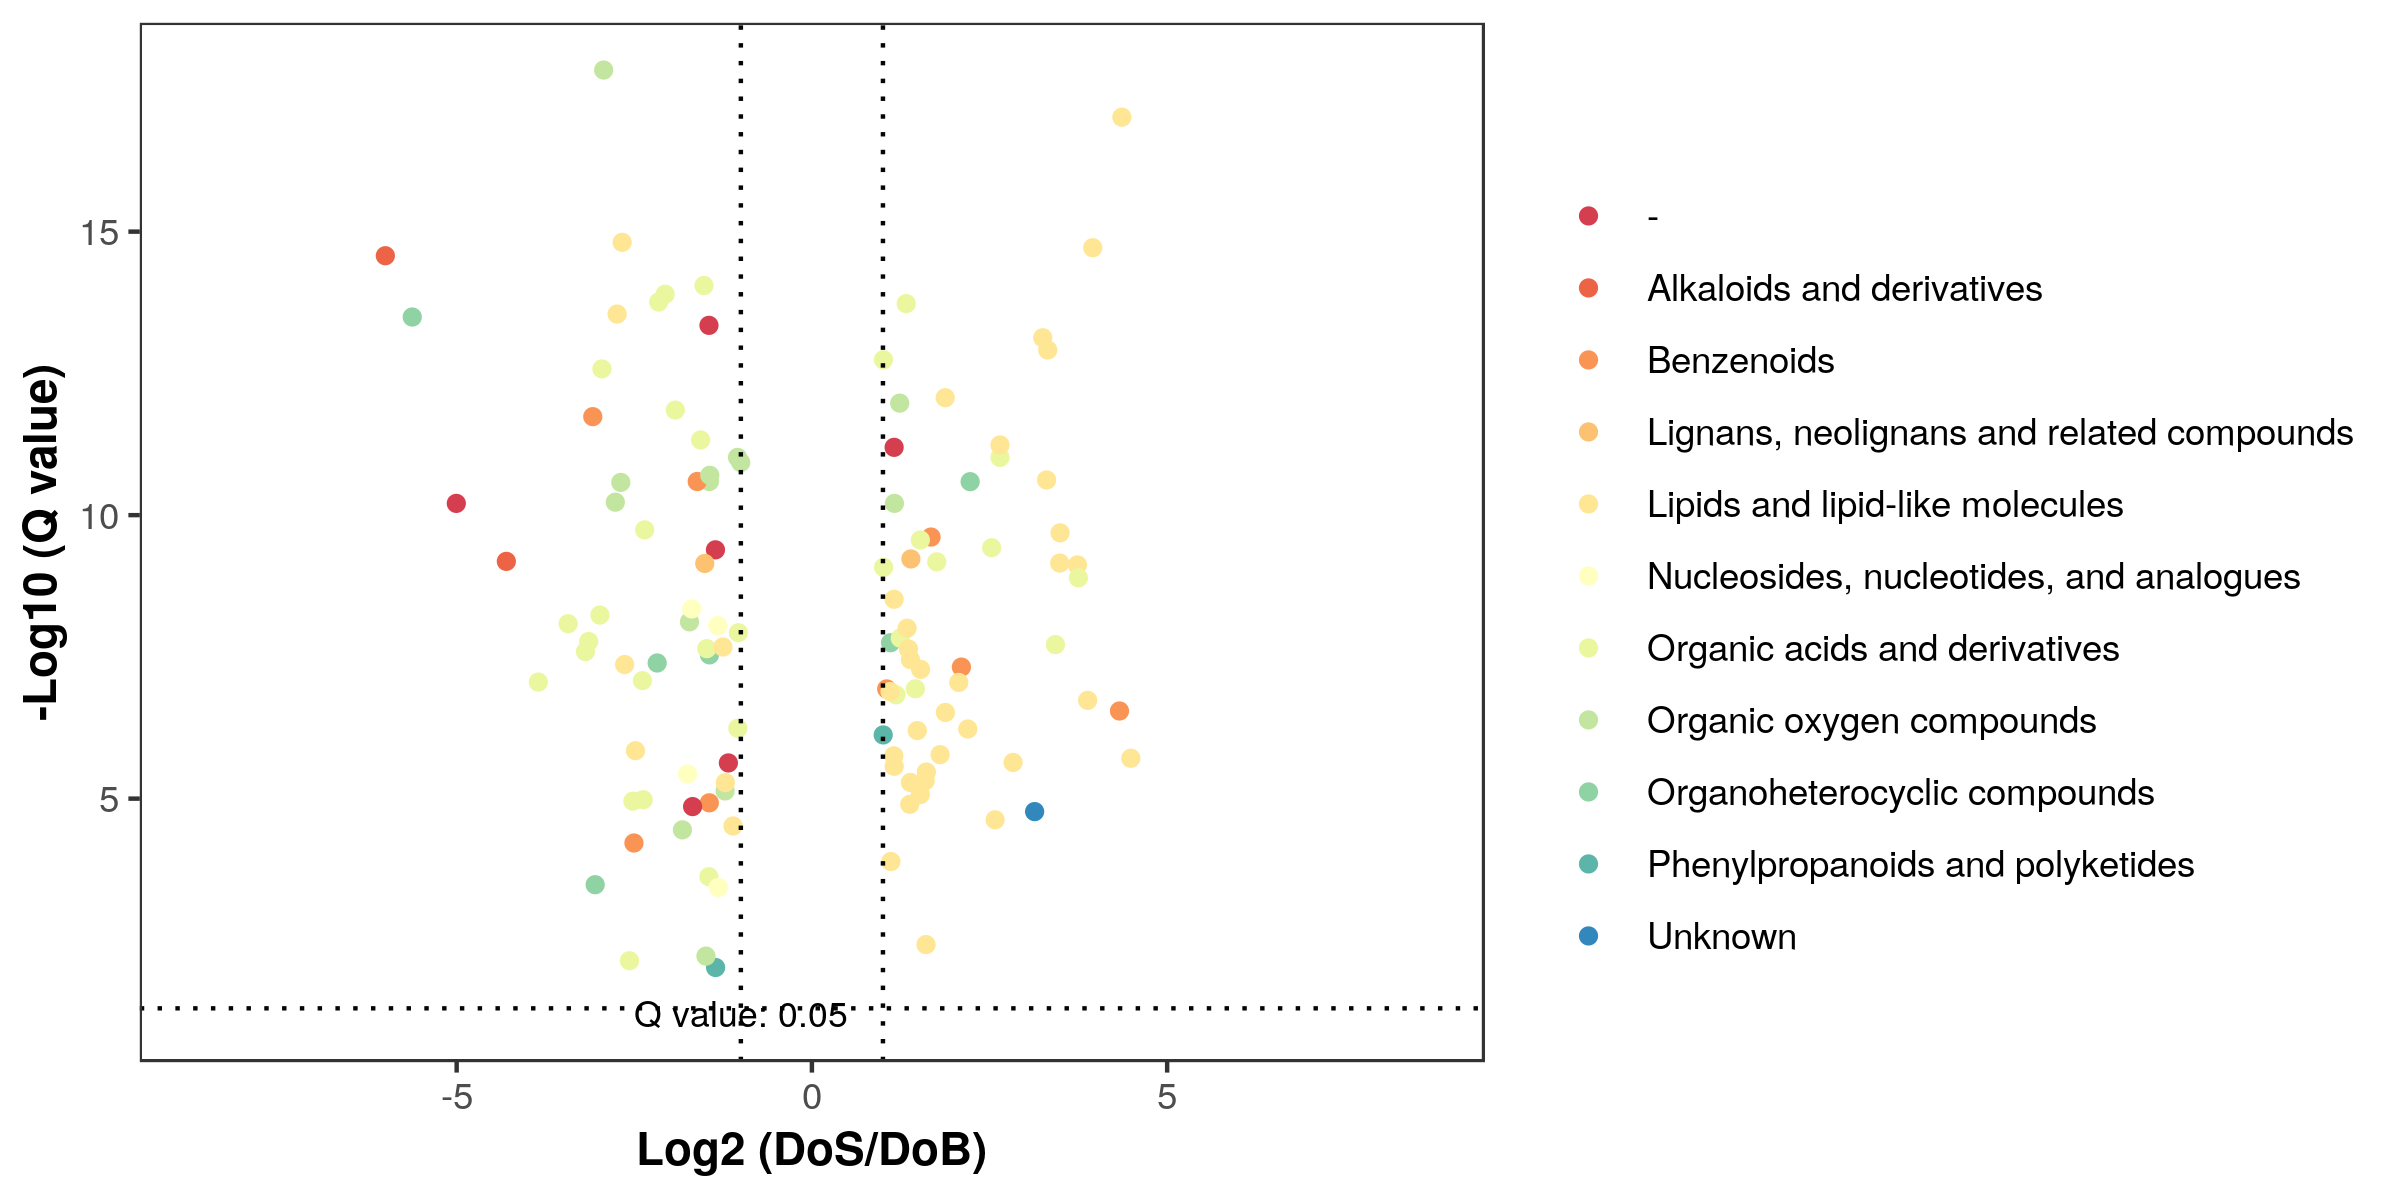 -Log10 (Q value)
15
10
5
Q value: 0.05
-5
0
5
Log2 (DoS/DoB)
-
Alkaloids and derivatives
Benzenoids
Lignans, neolignans and related compounds
Lipids and lipid-like molecules
Nucleosides, nucleotides, and analogues
Organic acids and derivatives
Organic oxygen compounds
Organoheterocyclic compounds
Phenylpropanoids and polyketides
Unknown